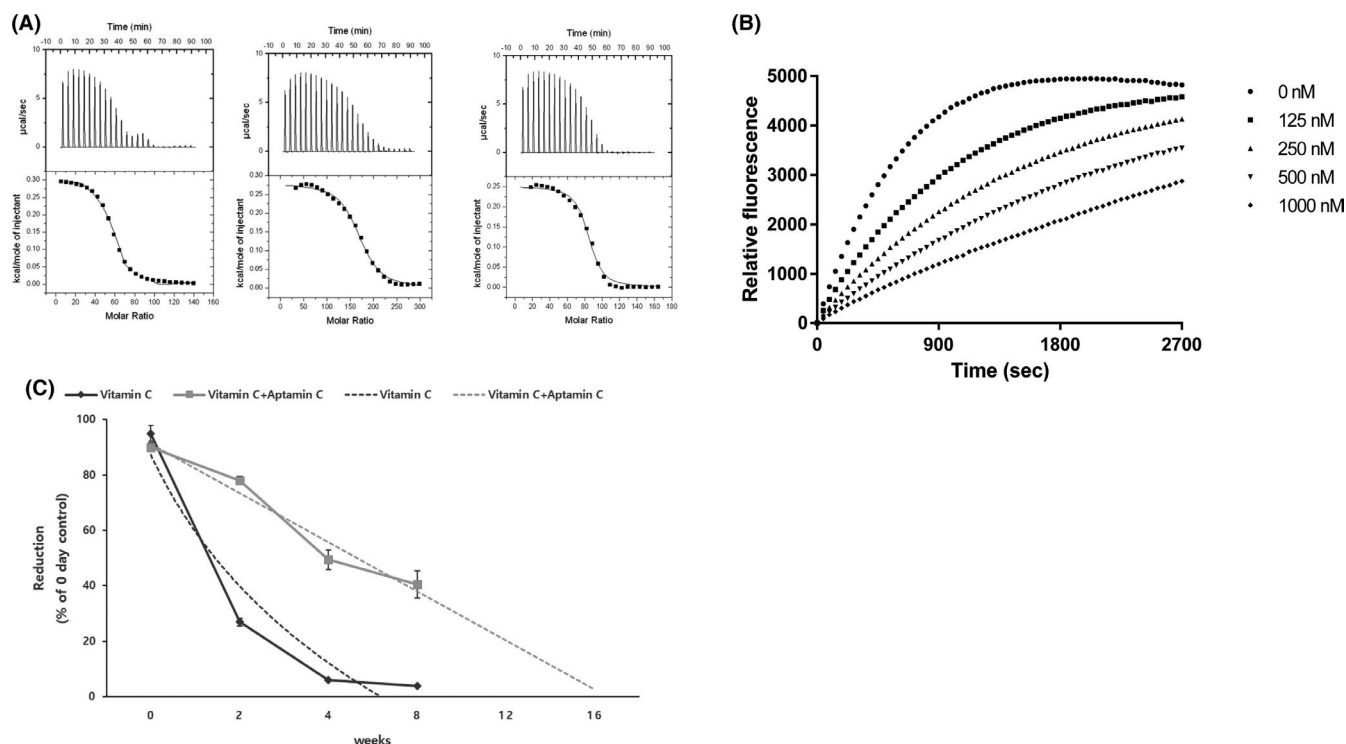 (A)
Time (min)
-10 0 10 20 30 40 50 60 70 80 90 100
10
5
0
µcal/sec
0.30
0.25
0.20
0.15
0.10
0.05
0.00
kcal/mole of injectant
0 20 40 60 80 100 120 140 160
Molar Ratio
Time (min)
-10 0 10 20 30 40 50 60 70 80 90 100
10
5
0
µcal/sec
0.30
0.25
0.20
0.15
0.10
0.05
0.00
kcal/mole of injectant
0 50 100 150 200 250 300
Molar Ratio
Time (min)
-10 0 10 20 30 40 50 60 70 80 90 100
10
5
0
µcal/sec
0.25
0.20
0.15
0.10
0.05
0.00
kcal/mole of injectant
0 20 40 60 80 100 120 140 160 180
Molar Ratio
(B)
Relative fluorescence
5000
4000
3000
2000
1000
0
0 900 1800 2700
Time (sec)
0 nM
125 nM
250 nM
500 nM
1000 nM
(C)
Vitamin C Vitamin C+Aptamin C Vitamin C Vitamin C+Aptamin C
Reduction
(% of 0 day control)
100
80
60
40
20
0
0 2 4 8 12 16
weeks